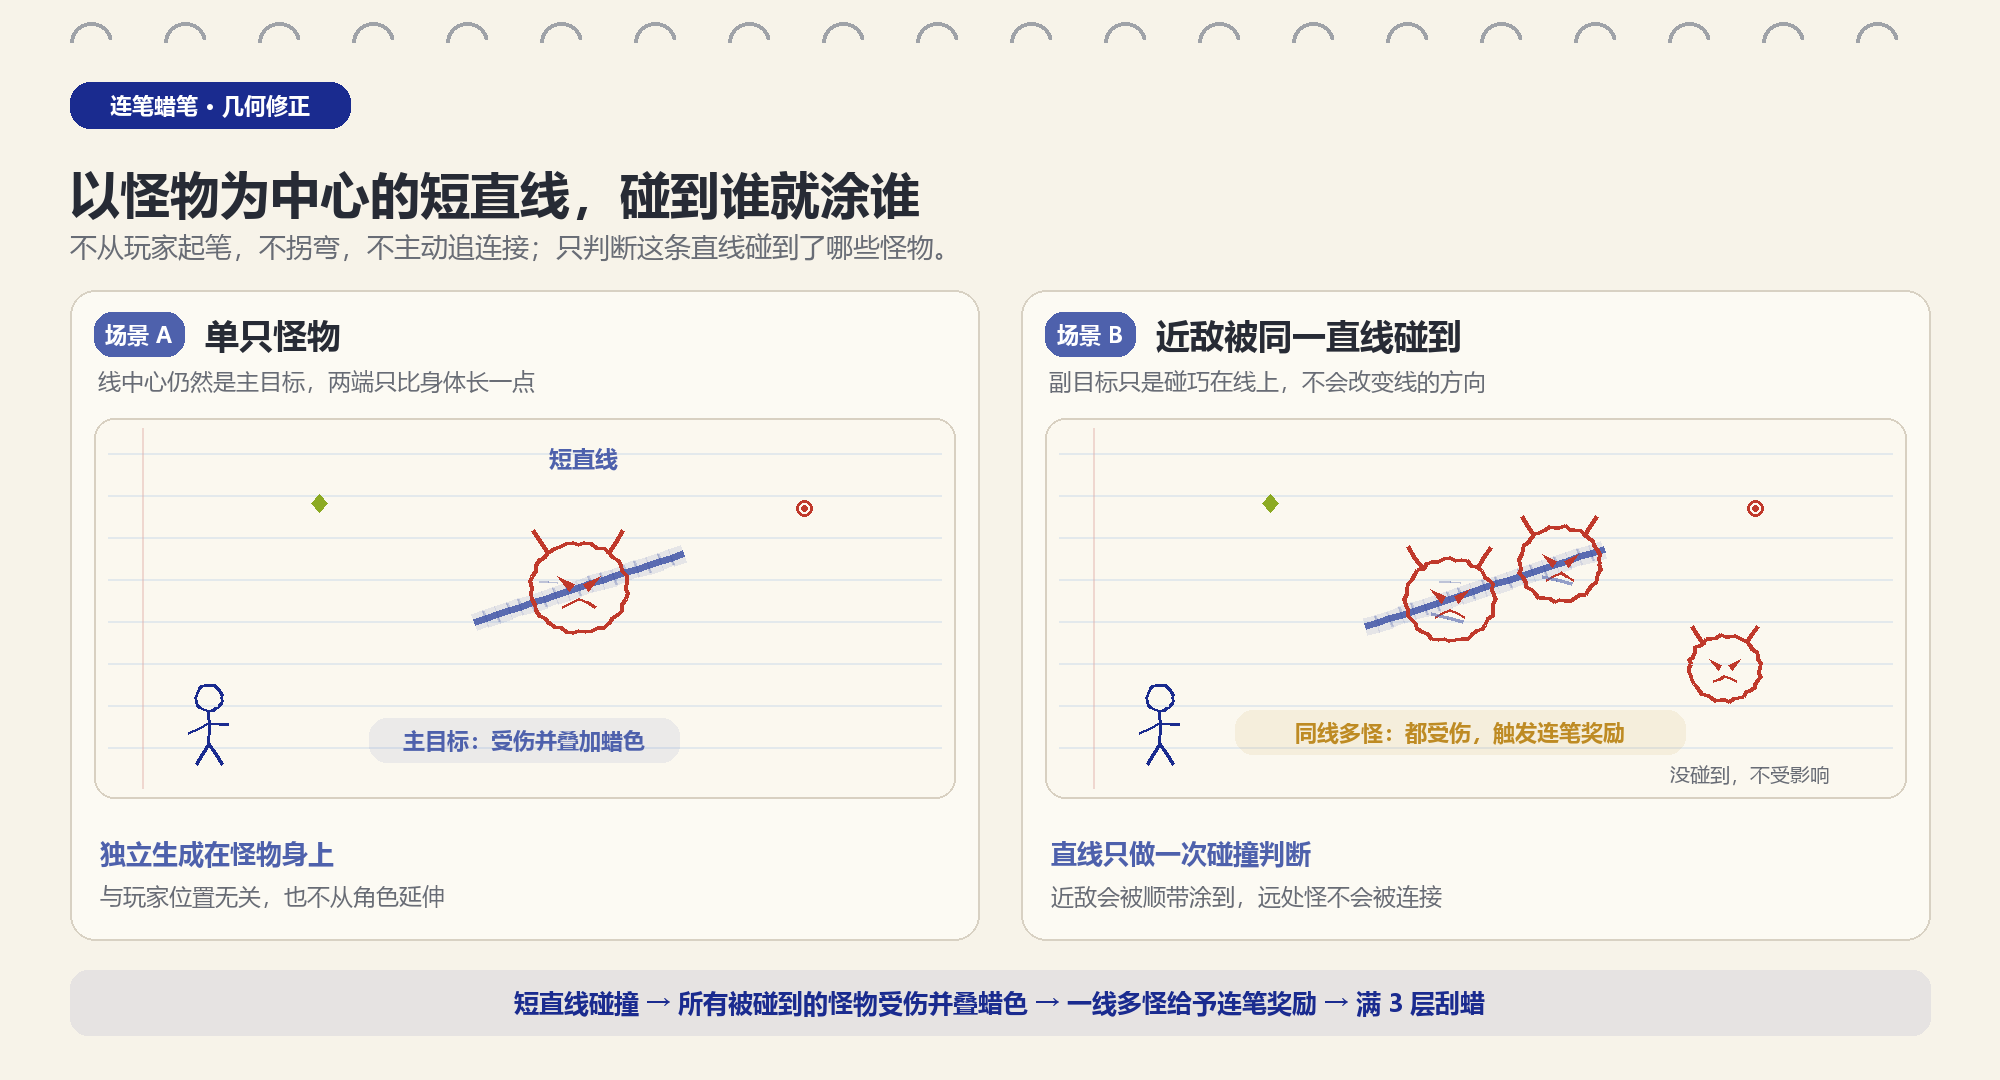 连笔蜡笔·几何修正
以怪物为中心的短直线，碰到谁就涂谁
不从玩家起笔，不拐弯，不主动追连接；只判断这条直线碰到了哪些怪物。
场景 A 单只怪物
线中心仍然是主目标，两端只比身体长一点
短直线
主目标：受伤并叠加蜡色
独立生成在怪物身上
与玩家位置无关，也不从角色延伸
场景 B 近敌被同一直线碰到
副目标只是碰巧在线上，不会改变线的方向
同线多怪：都受伤，触发连笔奖励
没碰到，不受影响
直线只做一次碰撞判断
近敌会被顺带涂到，远处怪不会被连接
短直线碰撞 → 所有被碰到的怪物受伤并叠蜡色 → 一线多怪给予连笔奖励 → 满 3 层刮蜡